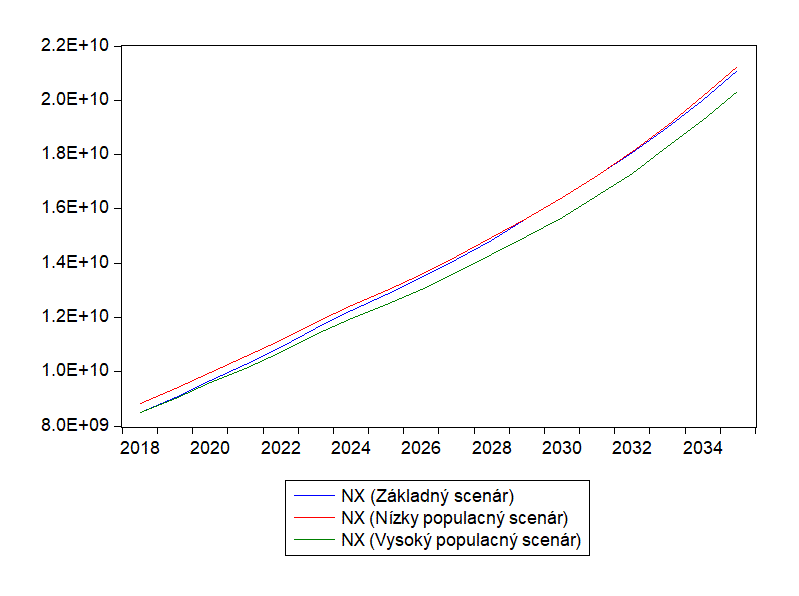 2.2E+10
2.0E+10
1.8E+10
1.6E+10
1.4E+10
1.2E+10
1.0E+10
8.0E+09
2018 2020 2022 2024 2026 2028 2030 2032 2034
NX (Základný scenár)
NX (Nízky populacný scenár)
NX (Vysoký populacný scenár)